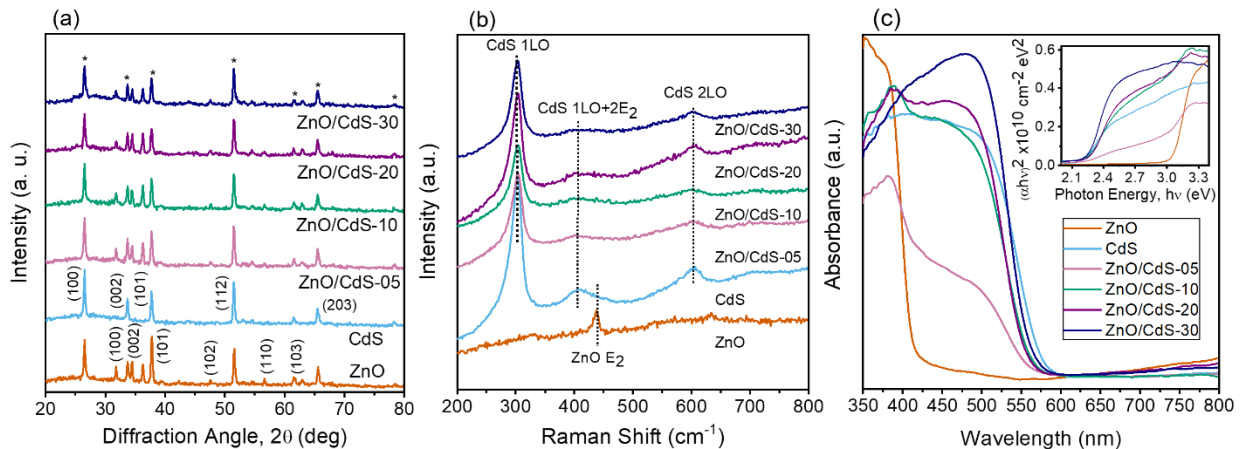 (a)
* * * * * * *
ZnO/CdS-30
ZnO/CdS-20
ZnO/CdS-10
ZnO/CdS-05
(100)
(002)
(101)
(112)
(203)
CdS
(100)
(002)
(101)
(102)
(110)
(103)
ZnO
Intensity (a. u.)
20 30 40 50 60 70 80
Diffraction Angle, 2θ (deg)
(b)
CdS 1LO
CdS 1LO+2E₂
CdS 2LO
ZnO/CdS-30
ZnO/CdS-20
ZnO/CdS-10
ZnO/CdS-05
CdS
ZnO E₂
ZnO
Intensity (a.u.)
200 300 400 500 600 700 800
Raman Shift (cm⁻¹)
(c)
Absorbance (a. u.)
(αhν)² x10¹⁰ cm⁻² eV²
0.6
0.4
0.2
0.0
2.1 2.4 2.7 3.0 3.3
Photon Energy, hν (eV)
ZnO
CdS
ZnO/CdS-05
ZnO/CdS-10
ZnO/CdS-20
ZnO/CdS-30
350 400 450 500 550 600 650 700 750 800
Wavelength (nm)